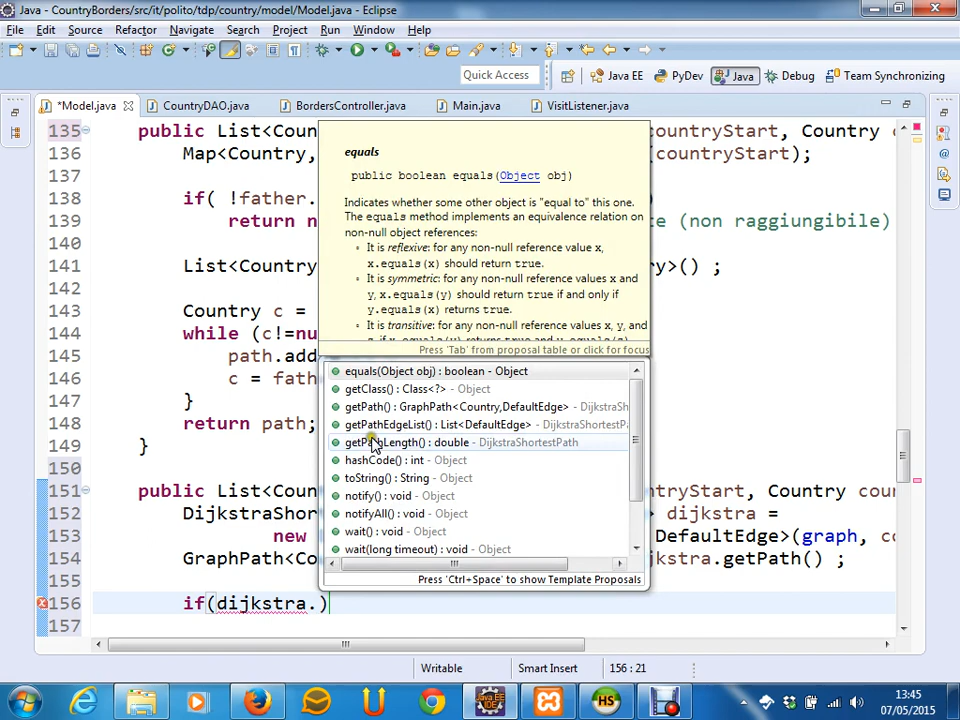 Java - CountryBorders/src/it/polito/tdp/country/model/Model.java - Eclipse
File Edit Source Refactor Navigate Search Project Run Window Help
Quick Access Java EE PyDev Java Debug Team Synchronizing
*Model.java CountryDAO.java BordersController.java Main.java VisitListener.java
135 public List<Cou countryStart, Country c
136 Map<Country, (countryStart);
137
138 if( !father.
139 return n te (non raggiungibile)
140
141 List<Country entry>() ;
142
143 Country c =
144 while (c!=nu
145 path.add
146 c = fath
147 }
148 return path;
149 }
150
151 public List<Coun untryStart, Country coun
152 DijkstraShor > dijkstra =
153 new DefaultEdge>(graph, co
154 GraphPath<Co stra.getPath() ;
155
156 if(dijkstra.)
157
equals
public boolean equals(Object obj)
Indicates whether some other object is "equal to" this one.
The equals method implements an equivalence relation on
non-null object references:
It is reflexive: for any non-null reference value x,
x.equals(x) should return true.
It is symmetric: for any non-null reference values x and
y, x.equals(y) should return true if and only if
y.equals(x) returns true.
It is transitive: for any non-null reference values x, y, and
Press 'Tab' from proposal table or click for focus
equals(Object obj) : boolean - Object
getClass() : Class<?> - Object
getPath() : GraphPath<Country,DefaultEdge> - DijkstraSh
getPathEdgeList() : List<DefaultEdge> - DijkstraShortestP
getPathLength() : double - DijkstraShortestPath
hashCode() : int - Object
toString() : String - Object
notify() : void - Object
notifyAll() : void - Object
wait() : void - Object
wait(long timeout) : void - Object
Press 'Ctrl+Space' to show Template Proposals
Writable Smart Insert 156 : 21
13:45
07/05/2015